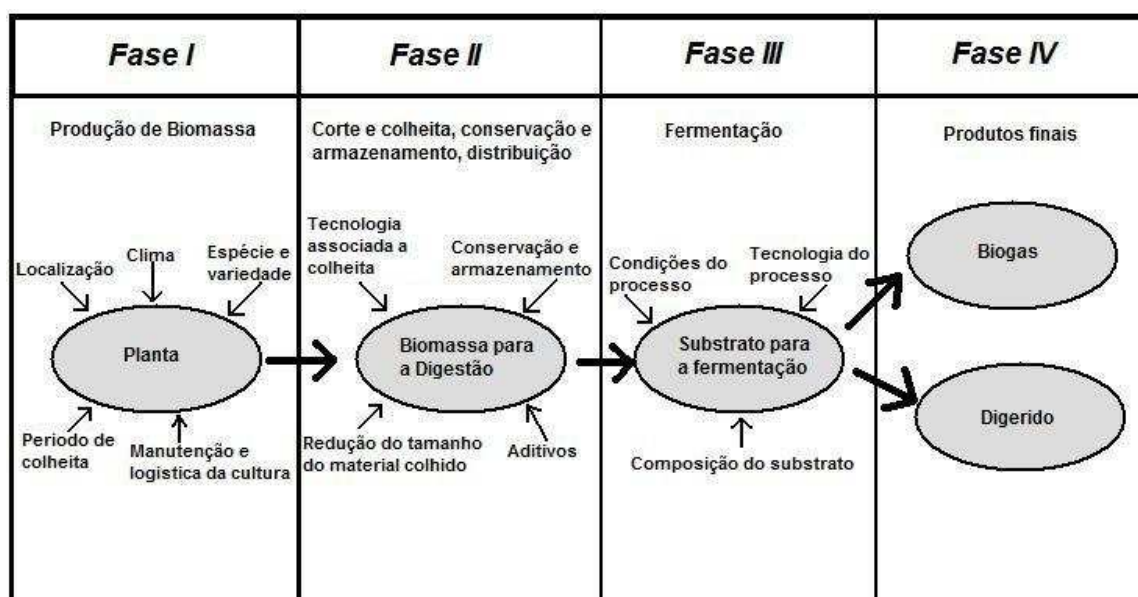 Fase I
Fase II
Fase III
Fase IV
Produção de Biomassa
Corte e colheita, conservação e
armazenamento, distribuição
Fermentação
Produtos finais
Localização
Clima
Espécie e
variedade
Planta
Periodo de
colheita
Manutenção e
logistica da cultura
Tecnologia
associada a
colheita
Conservação e
armazenamento
Biomassa para
a Digestão
Redução do tamanho
do material colhido
Aditivos
Condições do
processo
Tecnologia do
processo
Substrato para
a fermentação
Composição do substrato
Biogas
Digerido